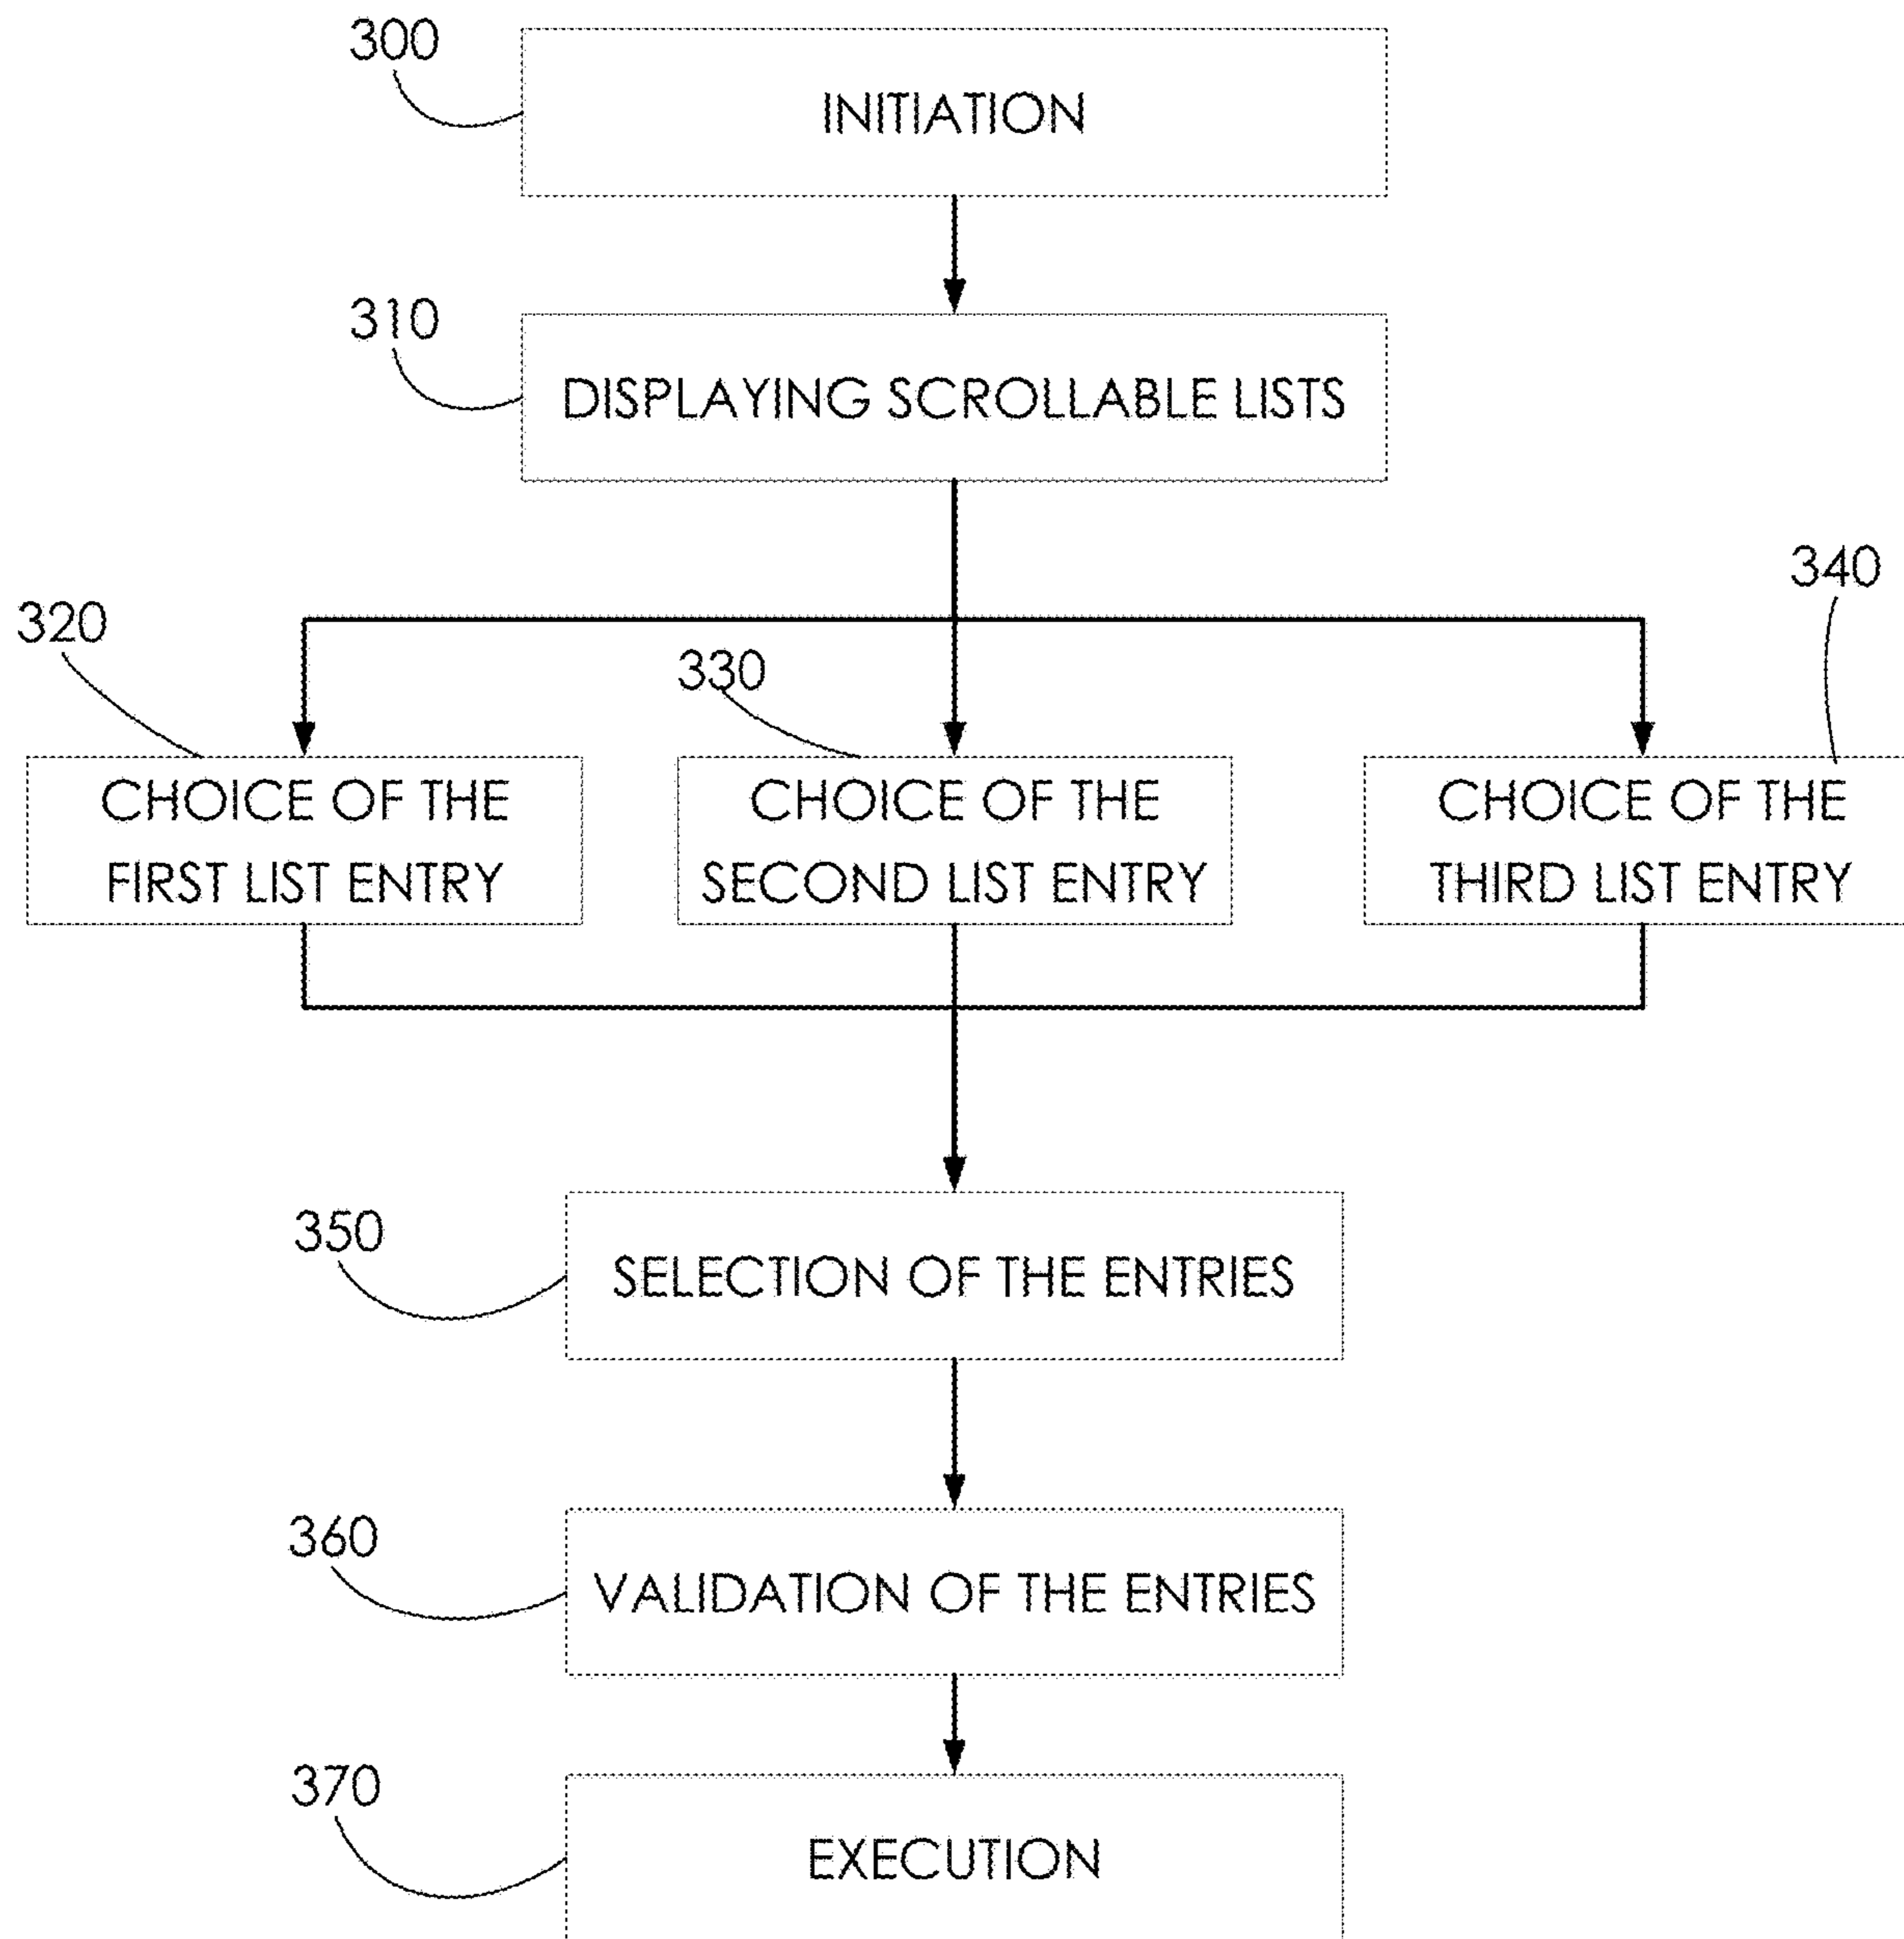 300
INITIATION
310
DISPLAYING SCROLLABLE LISTS
340
320
330
CHOICE OF THE
FIRST LIST ENTRY
CHOICE OF THE
SECOND LIST ENTRY
CHOICE OF THE
THIRD LIST ENTRY
350
SELECTION OF THE ENTRIES
360
VALIDATION OF THE ENTRIES
370
EXECUTION